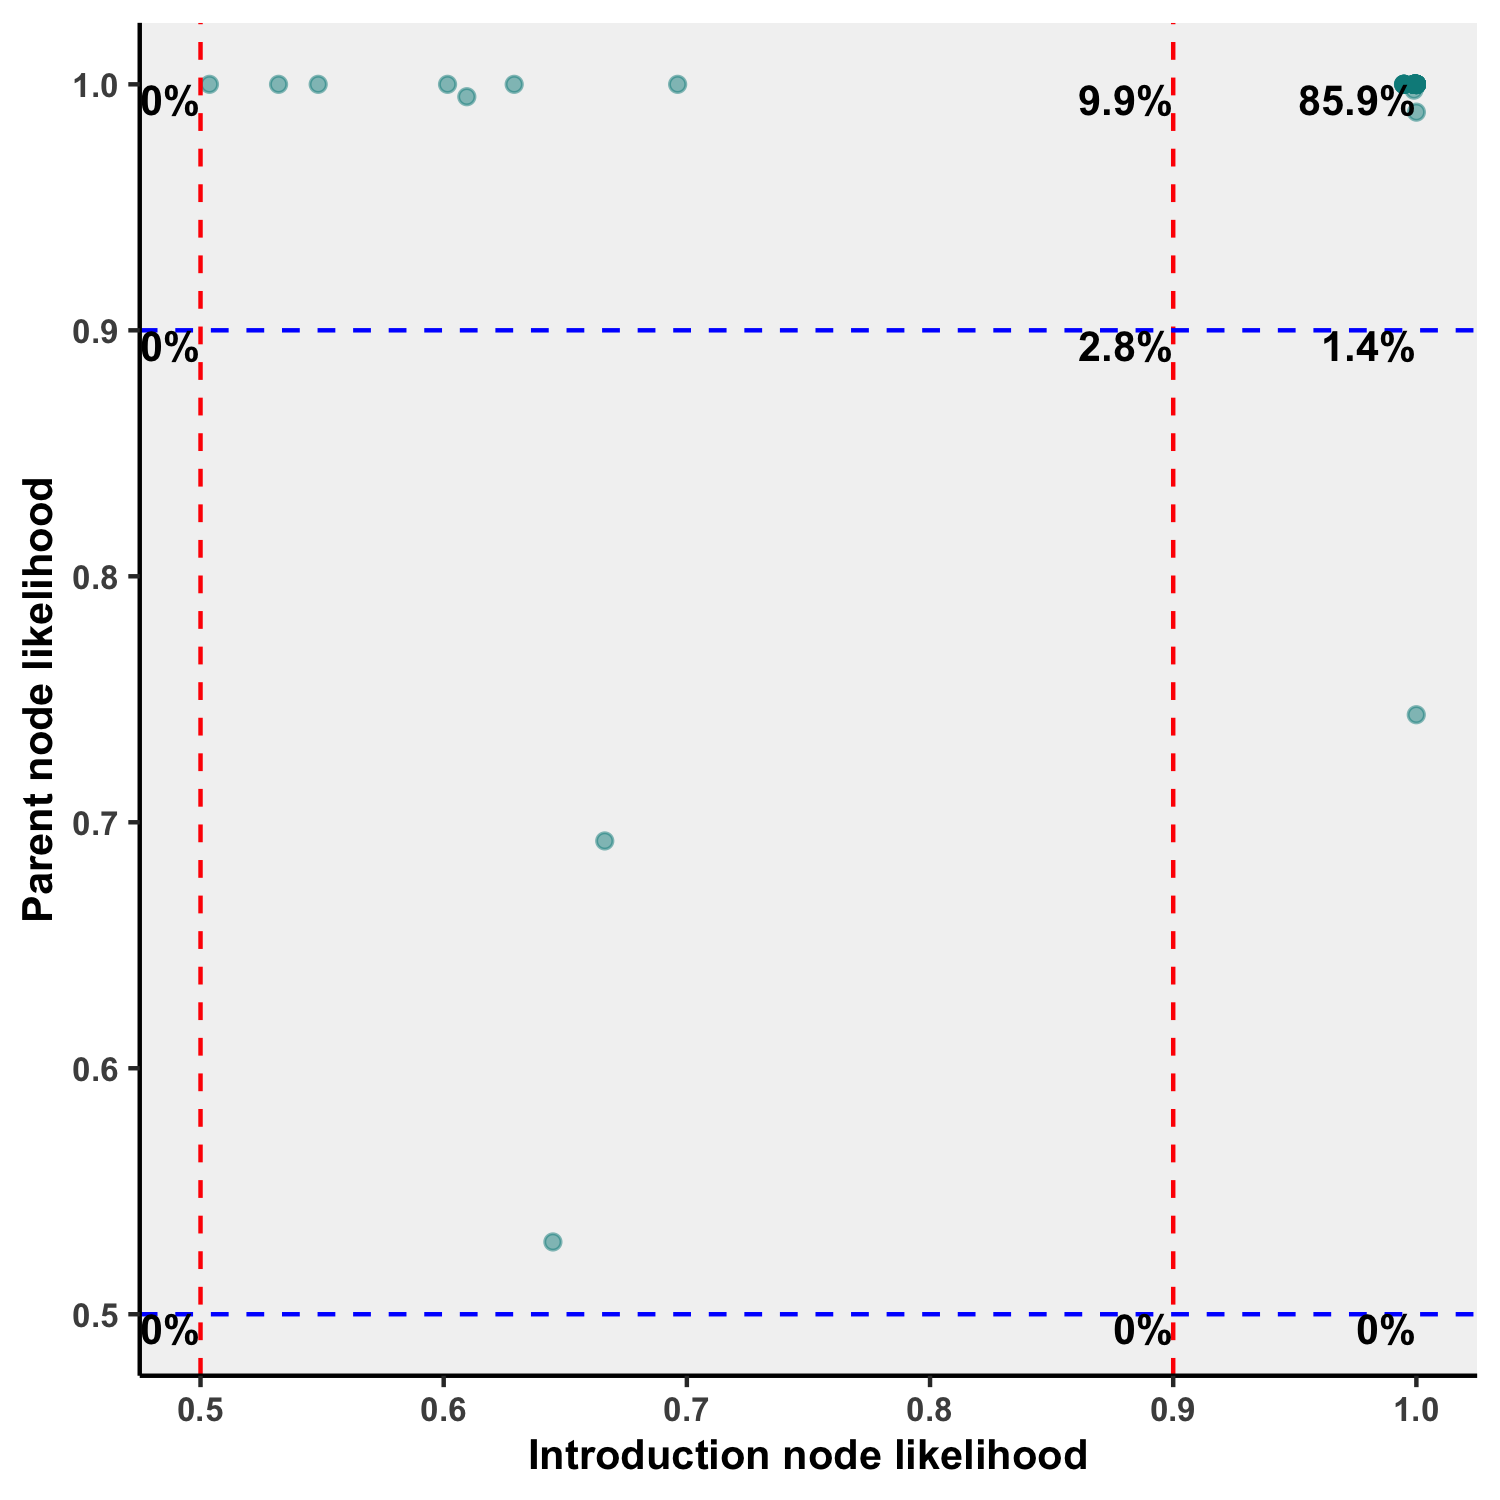 1.0
0% 9.9% 85.9%
0.9
0% 2.8% 1.4%
0.8
0.7
0.6
0.5
0% 0% 0%
Parent node likelihood
0.5 0.6 0.7 0.8 0.9 1.0
Introduction node likelihood